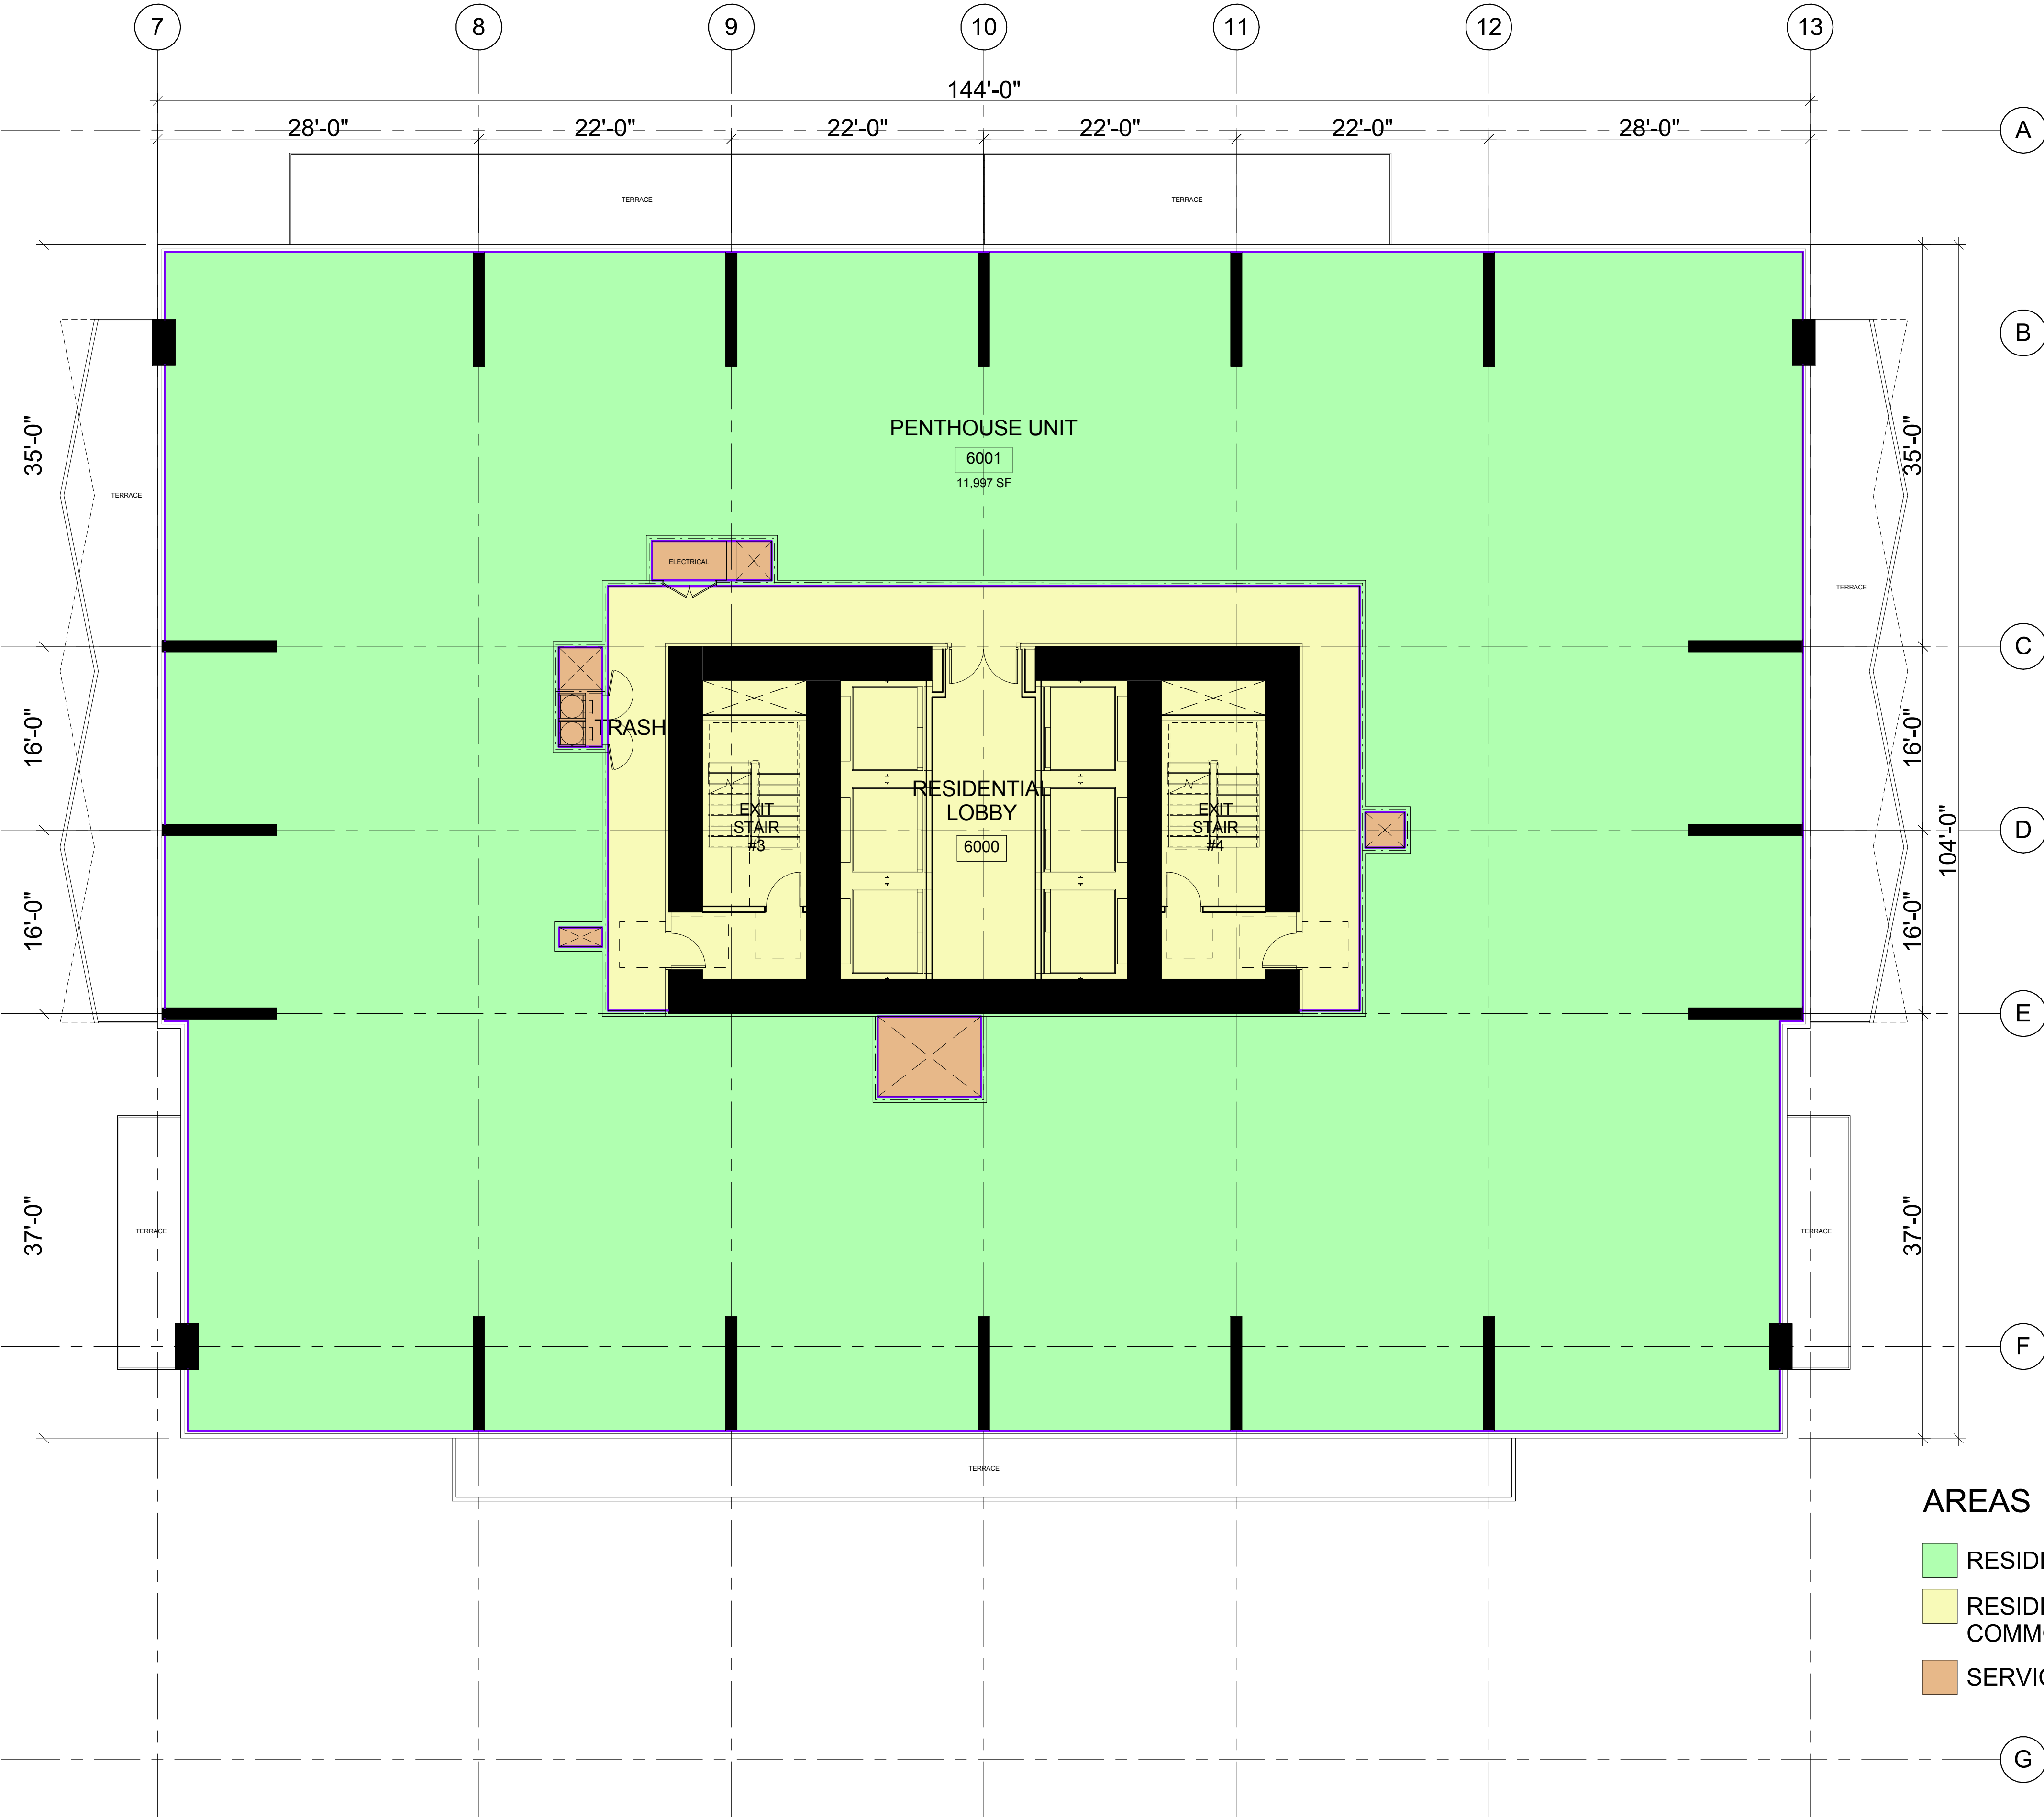 7
8
9
10
11
12
13
144'-0"
28'-0"
22'-0"
22'-0"
22'-0"
22'-0"
28'-0"
A
TERRACE
TERRACE
B
35'-0"
35'-0"
PENTHOUSE UNIT
6001
11,997 SF
TERRACE
ELECTRICAL
TERRACE
C
16'-0"
TRASH
16'-0"
RESIDENTIAL
LOBBY
6000
EXIT
STAIR
#3
EXIT
STAIR
#4
D
104'-0"
16'-0"
16'-0"
E
37'-0"
37'-0"
TERRACE
TERRACE
F
TERRACE
AREAS
RESIDE
RESIDE
COMM
SERVI
G